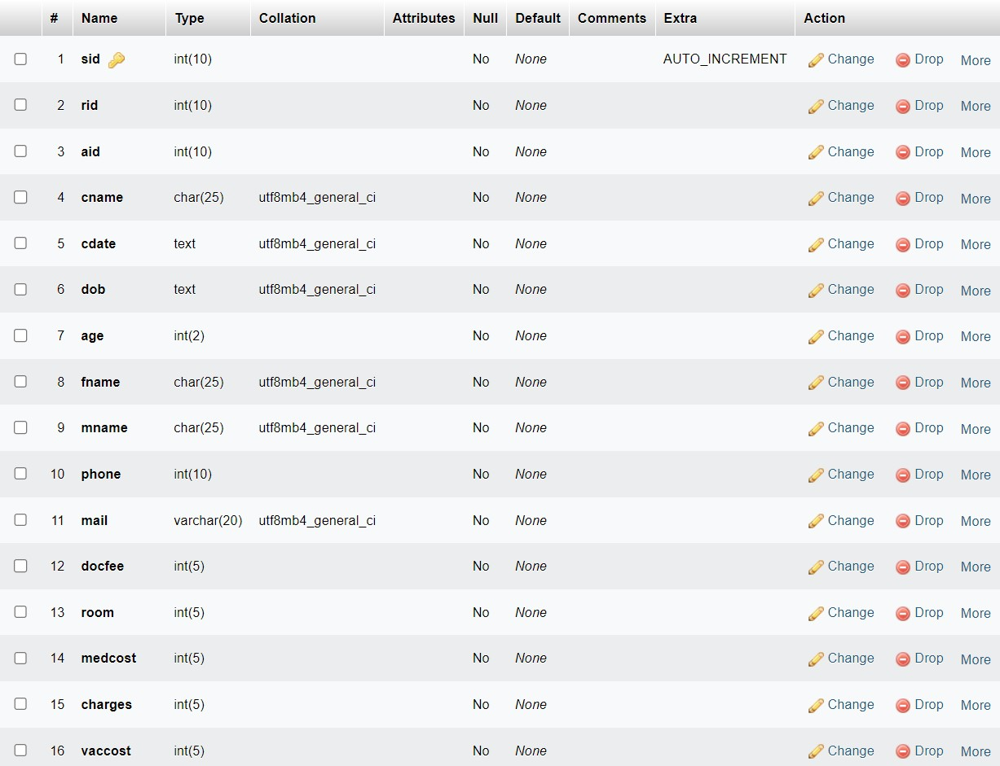 # Name Type Collation Attributes Null Default Comments Extra Action
1 sid int(10) No None AUTO_INCREMENT Change Drop More
2 rid int(10) No None Change Drop More
3 aid int(10) No None Change Drop More
4 cname char(25) utf8mb4_general_ci No None Change Drop More
5 cdate text utf8mb4_general_ci No None Change Drop More
6 dob text utf8mb4_general_ci No None Change Drop More
7 age int(2) No None Change Drop More
8 fname char(25) utf8mb4_general_ci No None Change Drop More
9 mname char(25) utf8mb4_general_ci No None Change Drop More
10 phone int(10) No None Change Drop More
11 mail varchar(20) utf8mb4_general_ci No None Change Drop More
12 docfee int(5) No None Change Drop More
13 room int(5) No None Change Drop More
14 medcost int(5) No None Change Drop More
15 charges int(5) No None Change Drop More
16 vaccost int(5) No None Change Drop More